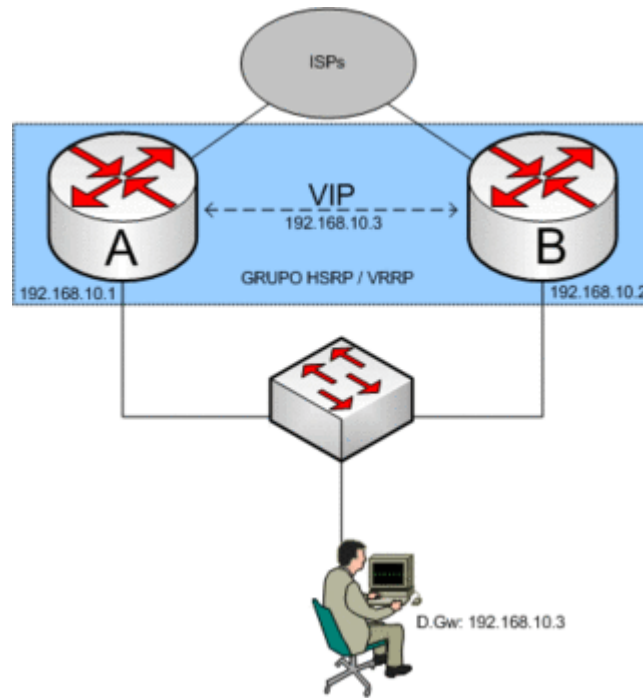 ISPs
VIP
192.168.10.3
A
B
GRUPO HSRP / VRRP
192.168.10.1
192.168.10.2
D.Gw: 192.168.10.3